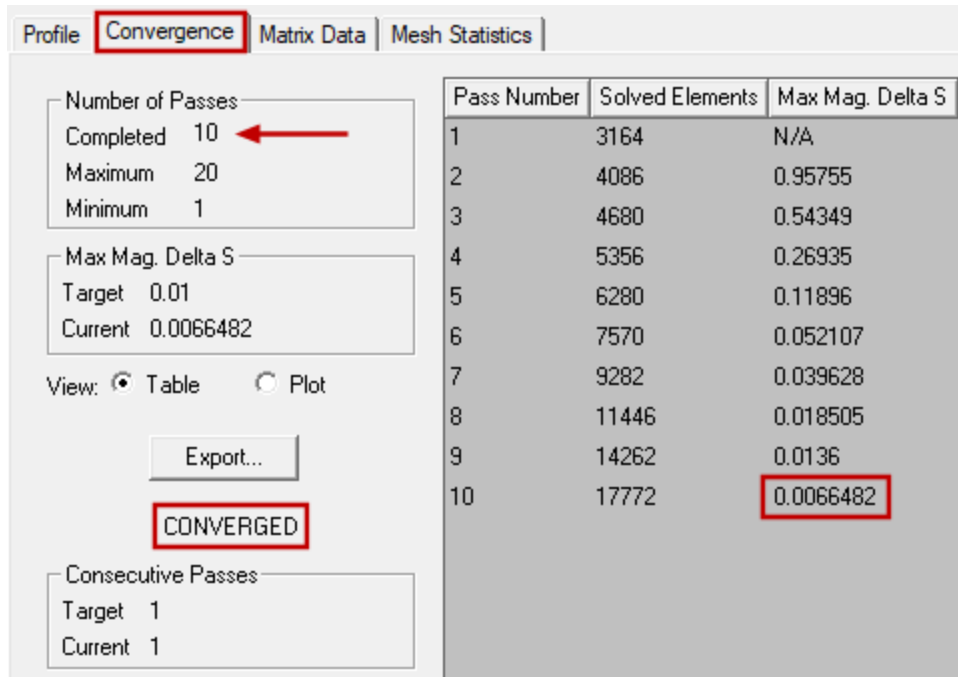 Profile Convergence Matrix Data Mesh Statistics
Number of Passes
Completed 10
Maximum 20
Minimum 1
Max Mag. Delta S
Target 0.01
Current 0.0066482
View: Table Plot
Export...
CONVERGED
Consecutive Passes
Target 1
Current 1
Pass Number Solved Elements Max Mag. Delta S
1 3164 N/A
2 4086 0.95755
3 4680 0.54349
4 5356 0.26935
5 6280 0.11896
6 7570 0.052107
7 9282 0.039628
8 11446 0.018505
9 14262 0.0136
10 17772 0.0066482